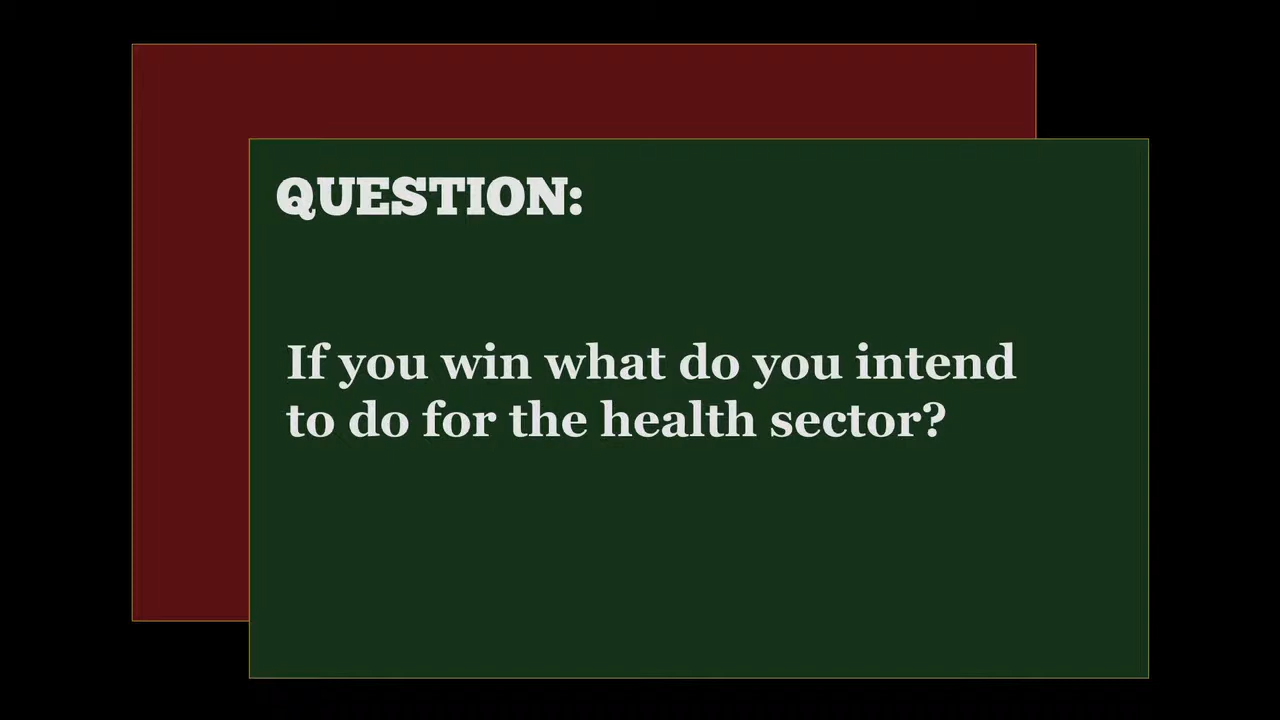 QUESTION:
If you win what do you intend
to do for the health sector?